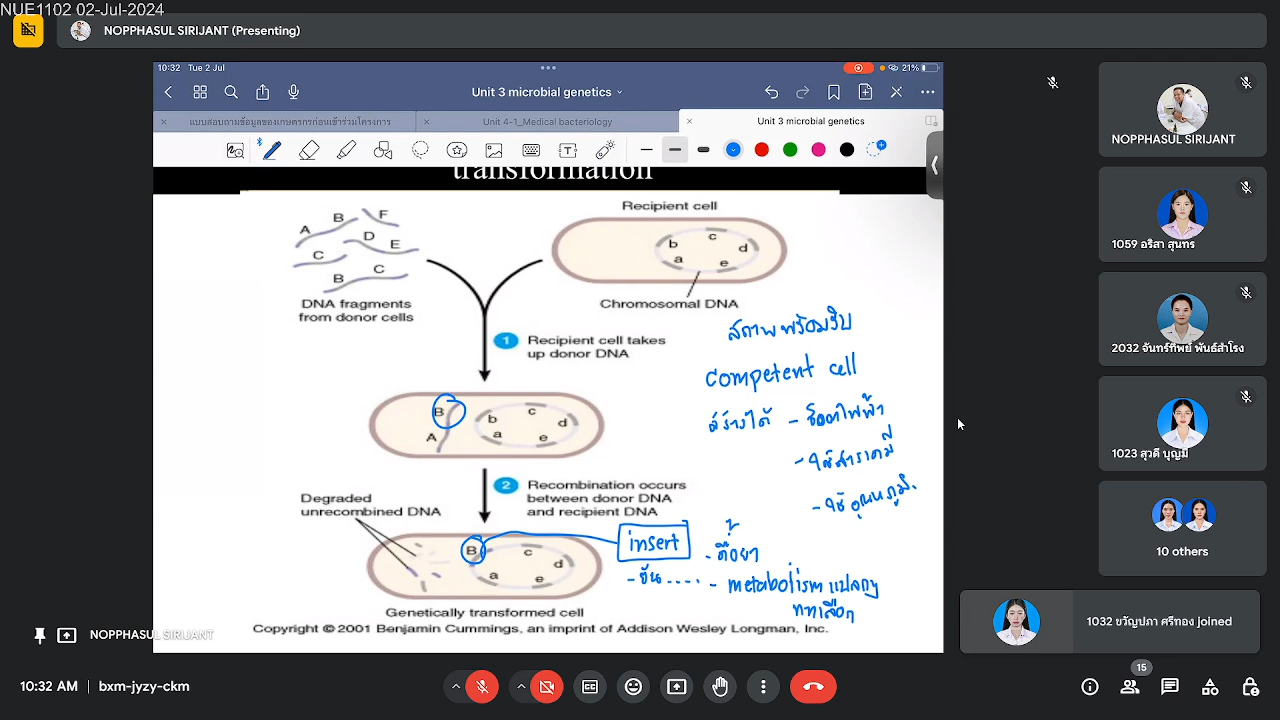 NUE1102 02-Jul-2024
NOPPHASUL SIRIJANT (Presenting)
10:32 Tue 2 Jul
21%
Unit 3 microbial genetics
แบบสอบถามข้อมูลของเกษตรกรก่อนเข้าร่วมโครงการ
Unit 4-1_Medical bacteriology
Unit 3 microbial genetics
transformation
A B F
D E
C
B C
DNA fragments
from donor cells
Recipient cell
b c d
a e
Chromosomal DNA
1 Recipient cell takes
up donor DNA
สภาพพร้อมรับ
competent cell
สร้างได้ - ช็อตไฟฟ้า
- ใช้สารเคมี
- ใช้อุณหภูมิ
B
A
b c d
a e
2 Recombination occurs
between donor DNA
and recipient DNA
Degraded
unrecombined DNA
B c d
a e
insert
- ยีน .... - ดื้อยา
- metabolism แปลกๆ
Genetically transformed cell
Copyright © 2001 Benjamin Cummings, an imprint of Addison Wesley Longman, Inc.
NOPPHASUL SIRIJANT
NOPPHASUL SIRIJANT
1059 อริสา สุนทร
2032 จันทร์ทิพย์ พันธ์สำโรง
1023 สุวดี บุญมี
10 others
1032 ขวัญปภา ศรีทอง joined
10:32 AM | bxm-jyzy-ckm
15